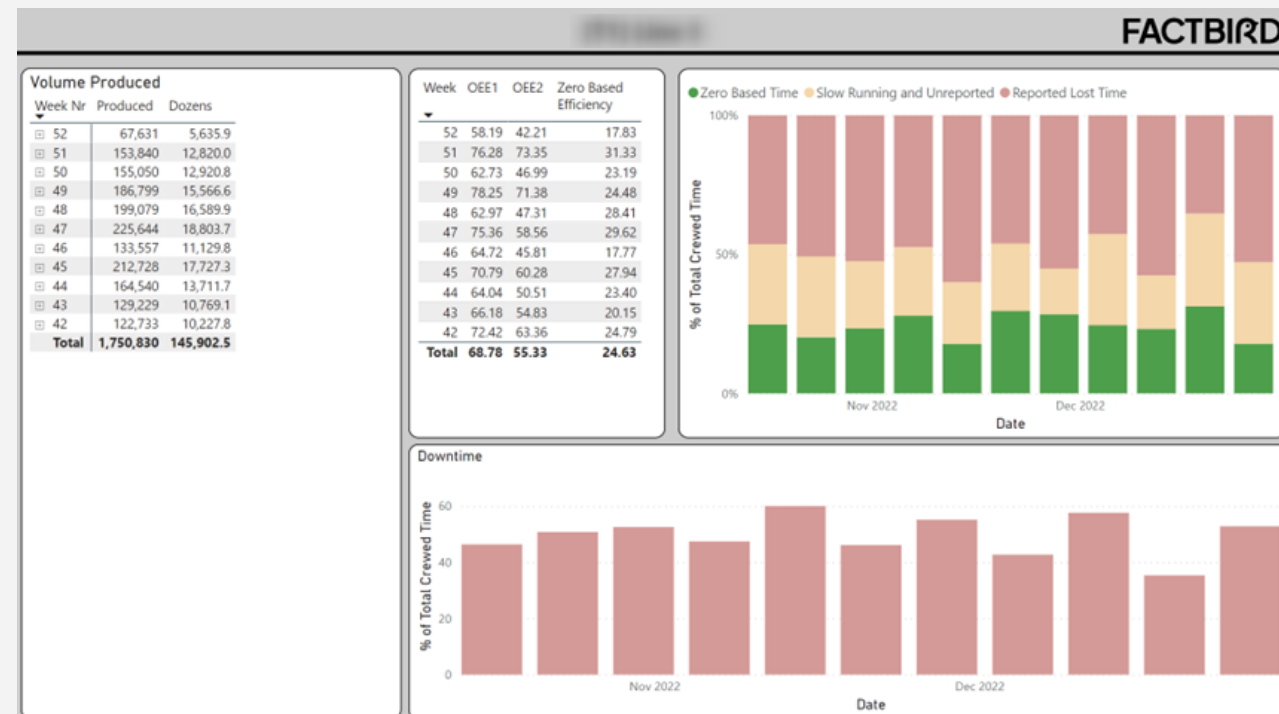 FACTBIRD
Volume Produced
Week Nr Produced Dozens
52 67,631 5,635.9
51 153,840 12,820.0
50 155,050 12,920.8
49 186,799 15,566.6
48 199,079 16,589.9
47 225,644 18,803.7
46 133,557 11,129.8
45 212,728 17,727.3
44 164,540 13,711.7
43 129,229 10,769.1
42 122,733 10,227.8
Total 1,750,830 145,902.5
Week OEE1 OEE2 Zero Based
Efficiency
52 58.19 42.21 17.83
51 76.28 73.35 31.33
50 62.73 46.99 23.19
49 78.25 71.38 24.48
48 62.97 47.31 28.41
47 75.36 58.56 29.62
46 64.72 45.81 17.77
45 70.79 60.28 27.94
44 64.04 50.51 23.40
43 66.18 54.83 20.15
42 72.42 63.36 24.79
Total 68.78 55.33 24.63
Zero Based Time Slow Running and Unreported Reported Lost Time
% of Total Crewed Time
100%
50%
0%
Nov 2022 Dec 2022
Date
Downtime
% of Total Crewed Time
60
40
20
0
Nov 2022 Dec 2022
Date